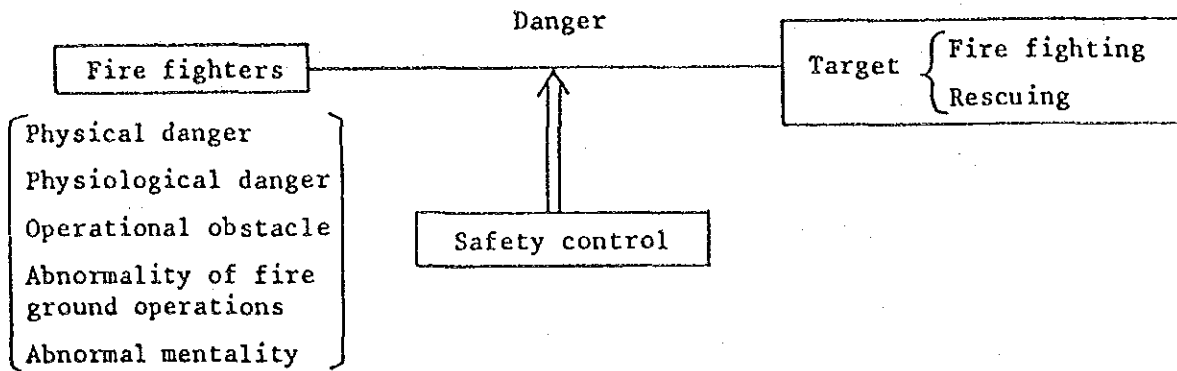 Danger
Fire fighters
Target
Fire fighting
Rescuing
Physical danger
Physiological danger
Operational obstacle
Abnormality of fire
ground operations
Abnormal mentality
Safety control